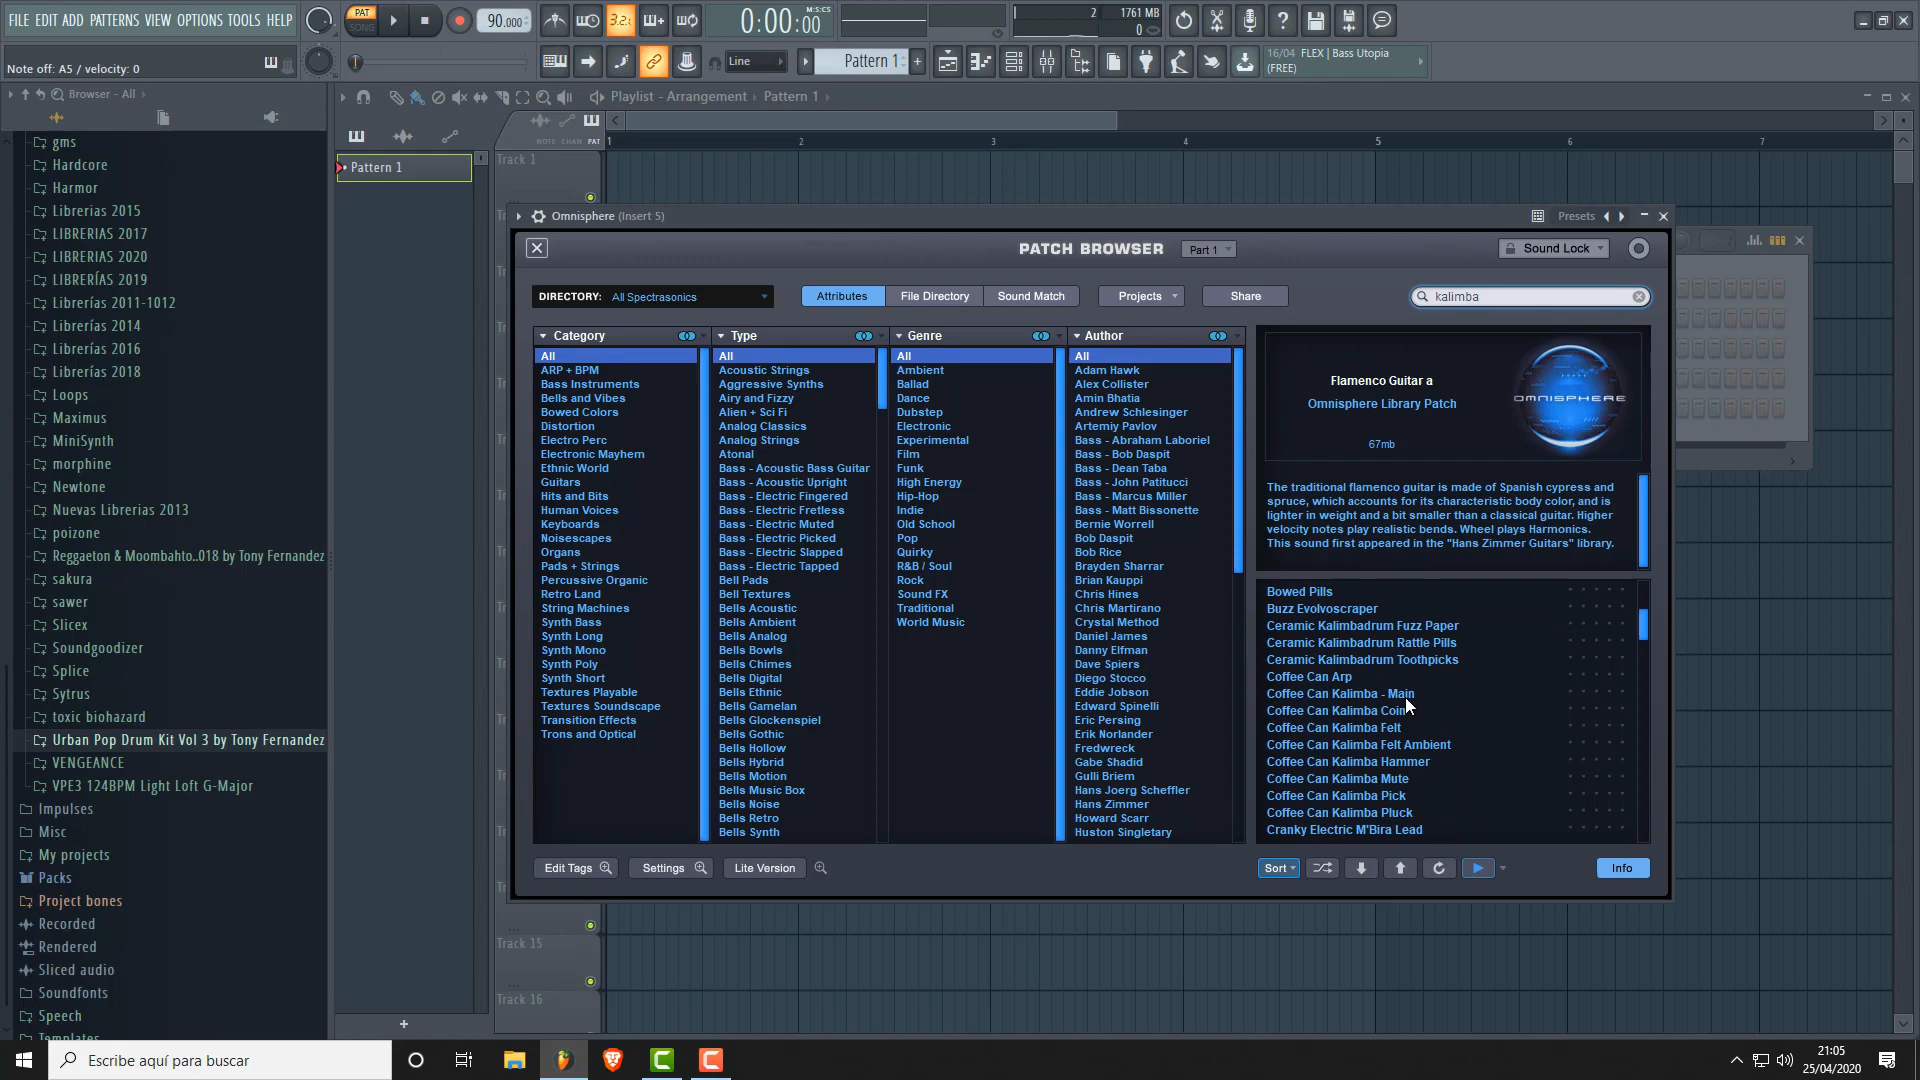 FILE EDIT ADD PATTERNS VIEW OPTIONS TOOLS HELP
PAT
SONG
90.000
3.2
0:00:00
M:S:CS
2
1761 MB
0
Note off: A5 / velocity: 0
Line
Pattern 1
+
16/04 FLEX | Bass Utopia
(FREE)
Browser - All
Playlist - Arrangement
Pattern 1
NOTE CHAN PAT
1
3
4
5
6
7
gms
Hardcore
Harmor
Librerias 2015
LIBRERIAS 2017
LIBRERIAS 2020
LIBRERÍAS 2019
Librerías 2011-1012
Librerías 2014
Librerías 2016
Librerías 2018
Loops
Maximus
MiniSynth
morphine
Newtone
Nuevas Librerias 2013
poizone
Reggaeton & Moombahto..018 by Tony Fernandez
sakura
sawer
Slicex
Soundgoodizer
Splice
Sytrus
toxic biohazard
Urban Pop Drum Kit Vol 3 by Tony Fernandez
VENGEANCE
VPE3 124BPM Light Loft G-Major
Impulses
Misc
My projects
Packs
Project bones
Recorded
Rendered
Sliced audio
Soundfonts
Speech
Templates
Pattern 1
+
Track 1
Track 15
Track 16
Omnisphere (Insert 5)
Presets
PATCH BROWSER
Part 1
Sound Lock
DIRECTORY: All Spectrasonics
Attributes
File Directory
Sound Match
Projects
Share
kalimba
Category
All
ARP + BPM
Bass Instruments
Bells and Vibes
Bowed Colors
Distortion
Electro Perc
Electronic Mayhem
Ethnic World
Guitars
Hits and Bits
Human Voices
Keyboards
Noisescapes
Organs
Pads + Strings
Percussive Organic
Retro Land
String Machines
Synth Bass
Synth Long
Synth Mono
Synth Poly
Synth Short
Textures Playable
Textures Soundscape
Transition Effects
Trons and Optical
Type
All
Acoustic Strings
Aggressive Synths
Airy and Fizzy
Alien + Sci Fi
Analog Classics
Analog Strings
Atonal
Bass - Acoustic Bass Guitar
Bass - Acoustic Upright
Bass - Electric Fingered
Bass - Electric Fretless
Bass - Electric Muted
Bass - Electric Picked
Bass - Electric Slapped
Bass - Electric Tapped
Bell Pads
Bell Textures
Bells Acoustic
Bells Ambient
Bells Analog
Bells Bowls
Bells Chimes
Bells Digital
Bells Ethnic
Bells Gamelan
Bells Glockenspiel
Bells Gothic
Bells Hollow
Bells Hybrid
Bells Motion
Bells Music Box
Bells Noise
Bells Retro
Bells Synth
Genre
All
Ambient
Ballad
Dance
Dubstep
Electronic
Experimental
Film
Funk
High Energy
Hip-Hop
Indie
Old School
Pop
Quirky
R&B / Soul
Rock
Sound FX
Traditional
World Music
Author
All
Adam Hawk
Alex Collister
Amin Bhatia
Andrew Schlesinger
Artemiy Pavlov
Bass - Abraham Laboriel
Bass - Bob Daspit
Bass - Dean Taba
Bass - John Patitucci
Bass - Marcus Miller
Bass - Matt Bissonette
Bernie Worrell
Bob Daspit
Bob Rice
Brayden Sharrar
Brian Kauppi
Chris Hines
Chris Martirano
Crystal Method
Daniel James
Danny Elfman
Dave Spiers
Diego Stocco
Eddie Jobson
Edward Spinelli
Eric Persing
Erik Norlander
Fredwreck
Gabe Shadid
Gulli Briem
Hans Joerg Scheffler
Hans Zimmer
Howard Scarr
Huston Singletary
Flamenco Guitar a
Omnisphere Library Patch
67mb
OMNISPHERE
The traditional flamenco guitar is made of Spanish cypress and
spruce, which accounts for its characteristic body color, and is
lighter in weight and a bit smaller than a classical guitar. Higher
velocity notes play realistic bends. Wheel plays Harmonics.
This sound first appeared in the "Hans Zimmer Guitars" library.
Bowed Pills
Buzz Evolvoscraper
Ceramic Kalimbadrum Fuzz Paper
Ceramic Kalimbadrum Rattle Pills
Ceramic Kalimbadrum Toothpicks
Coffee Can Arp
Coffee Can Kalimba - Main
Coffee Can Kalimba Coin
Coffee Can Kalimba Felt
Coffee Can Kalimba Felt Ambient
Coffee Can Kalimba Hammer
Coffee Can Kalimba Mute
Coffee Can Kalimba Pick
Coffee Can Kalimba Pluck
Cranky Electric M'Bira Lead
Edit Tags
Settings
Lite Version
Sort
Info
Escribe aquí para buscar
21:05
25/04/2020